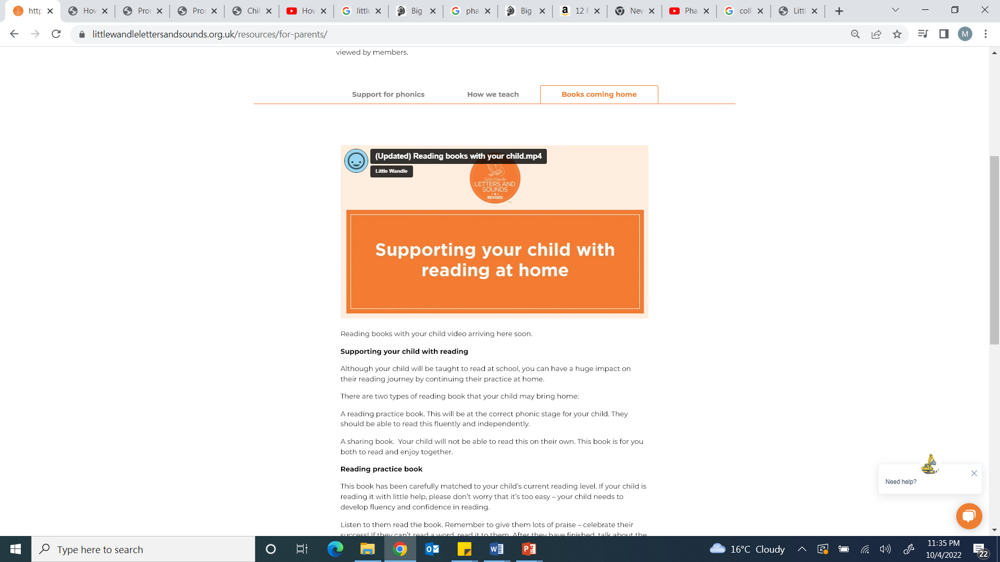 http
How
Pro
Pro
Chil
How
little
Big
pha
Big
12 F
New
Pha
coll
Littl
littlewandlelettersandsounds.org.uk/resources/for-parents/
M
viewed by members.
Support for phonics How we teach Books coming home
(Updated) Reading books with your child.mp4
Little Wandle
Little Wandle
LETTERS AND
SOUNDS
REVISED
Supporting your child with
reading at home
Reading books with your child video arriving here soon.
Supporting your child with reading
Although your child will be taught to read at school, you can have a huge impact on
their reading journey by continuing their practice at home.
There are two types of reading book that your child may bring home:
A reading practice book. This will be at the correct phonic stage for your child. They
should be able to read this fluently and independently.
A sharing book.  Your child will not be able to read this on their own. This book is for you
both to read and enjoy together.
Reading practice book
This book has been carefully matched to your child's current reading level. If your child is
reading it with little help, please don't worry that it's too easy – your child needs to
develop fluency and confidence in reading.
Listen to them read the book. Remember to give them lots of praise – celebrate their
success! If they can't read a word, read it to them. After they have finished, talk about the
Need help?
Type here to search
16°C Cloudy
11:35 PM
10/4/2022
22